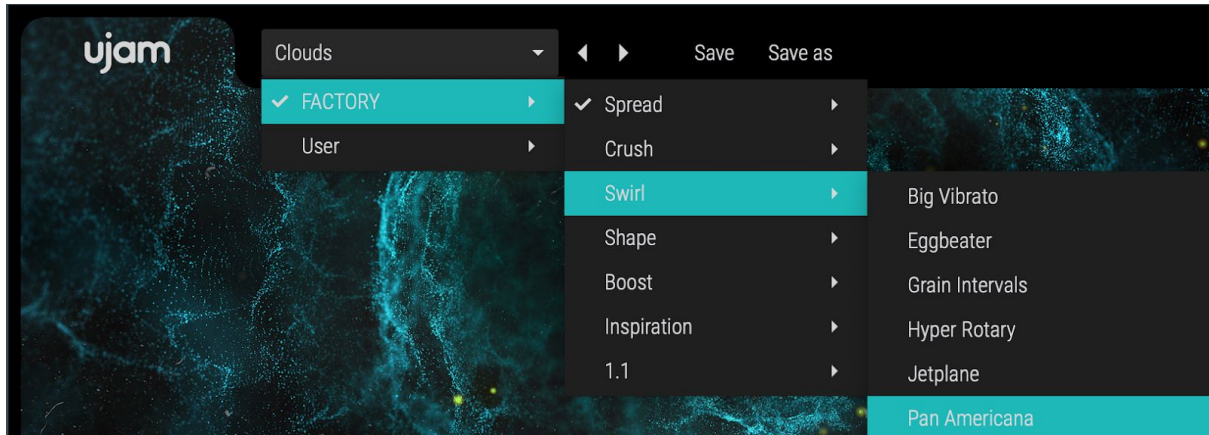 ujam
Clouds
Save
Save as
FACTORY
User
Spread
Crush
Swirl
Shape
Boost
Inspiration
1.1
Big Vibrato
Eggbeater
Grain Intervals
Hyper Rotary
Jetplane
Pan Americana